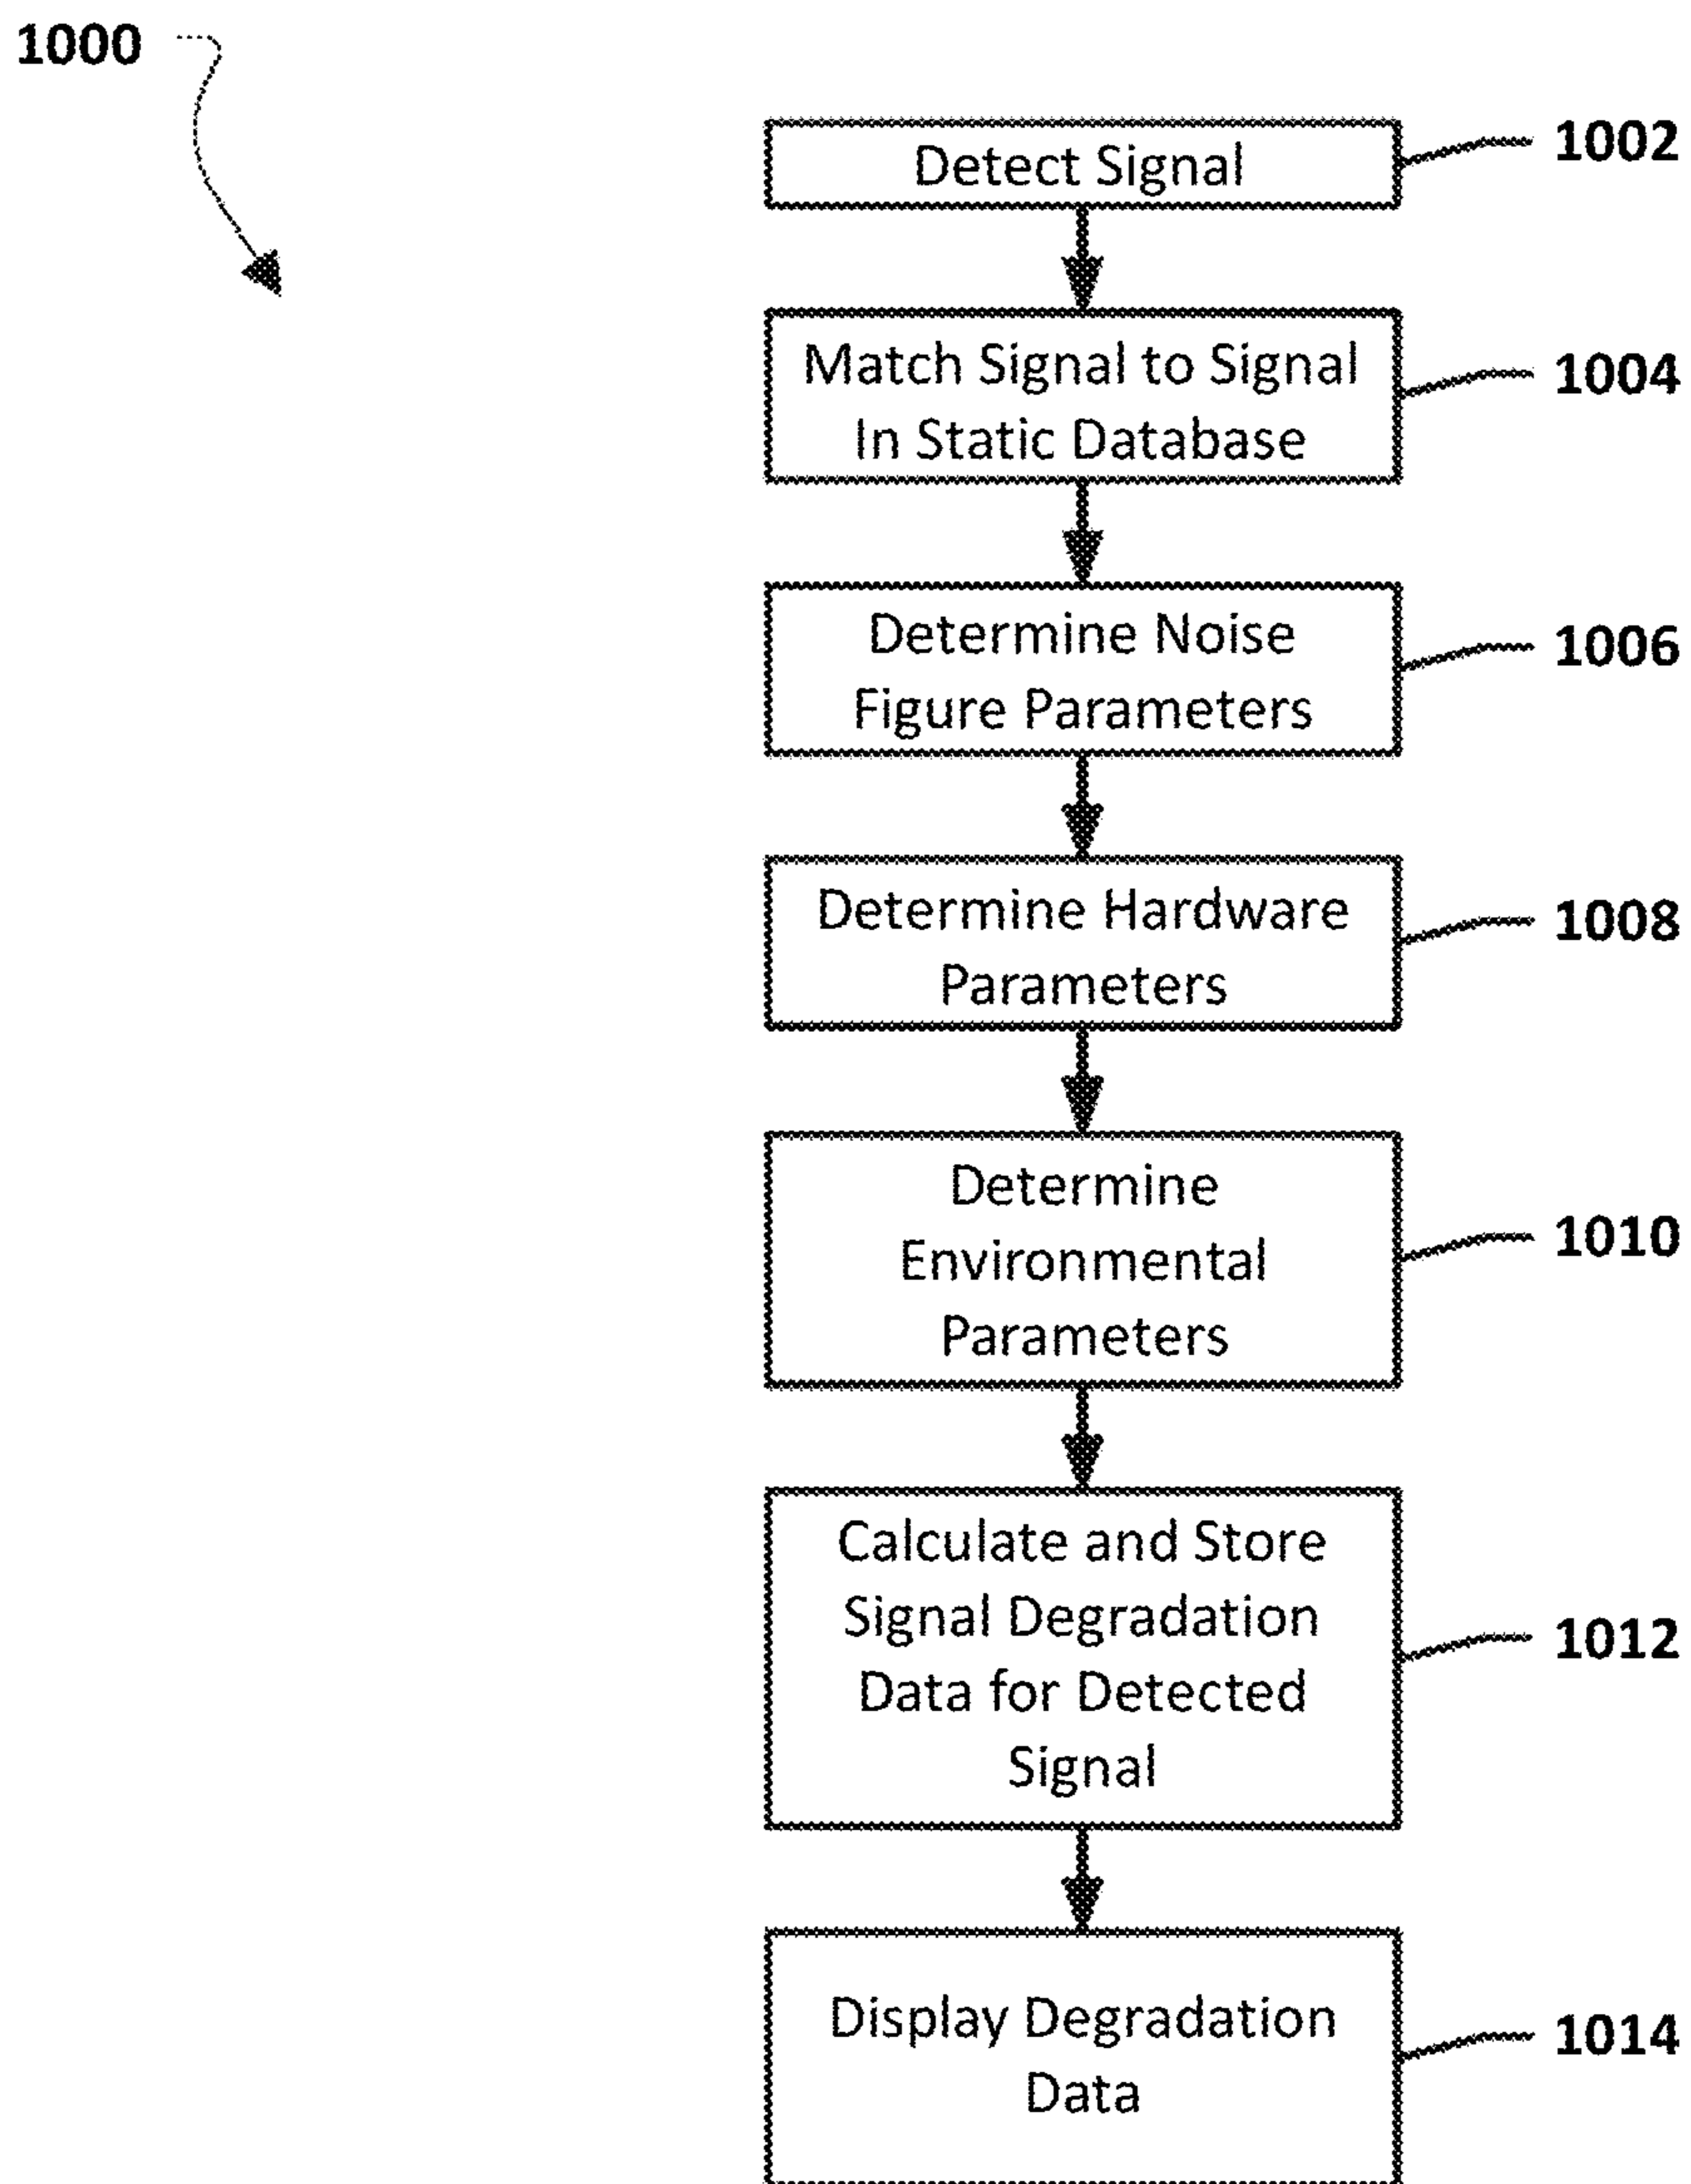 1000
Detect Signal
1002
Match Signal to Signal
In Static Database
1004
Determine Noise
Figure Parameters
1006
Determine Hardware
Parameters
1008
Determine
Environmental
Parameters
1010
Calculate and Store
Signal Degradation
Data for Detected
Signal
1012
Display Degradation
Data
1014